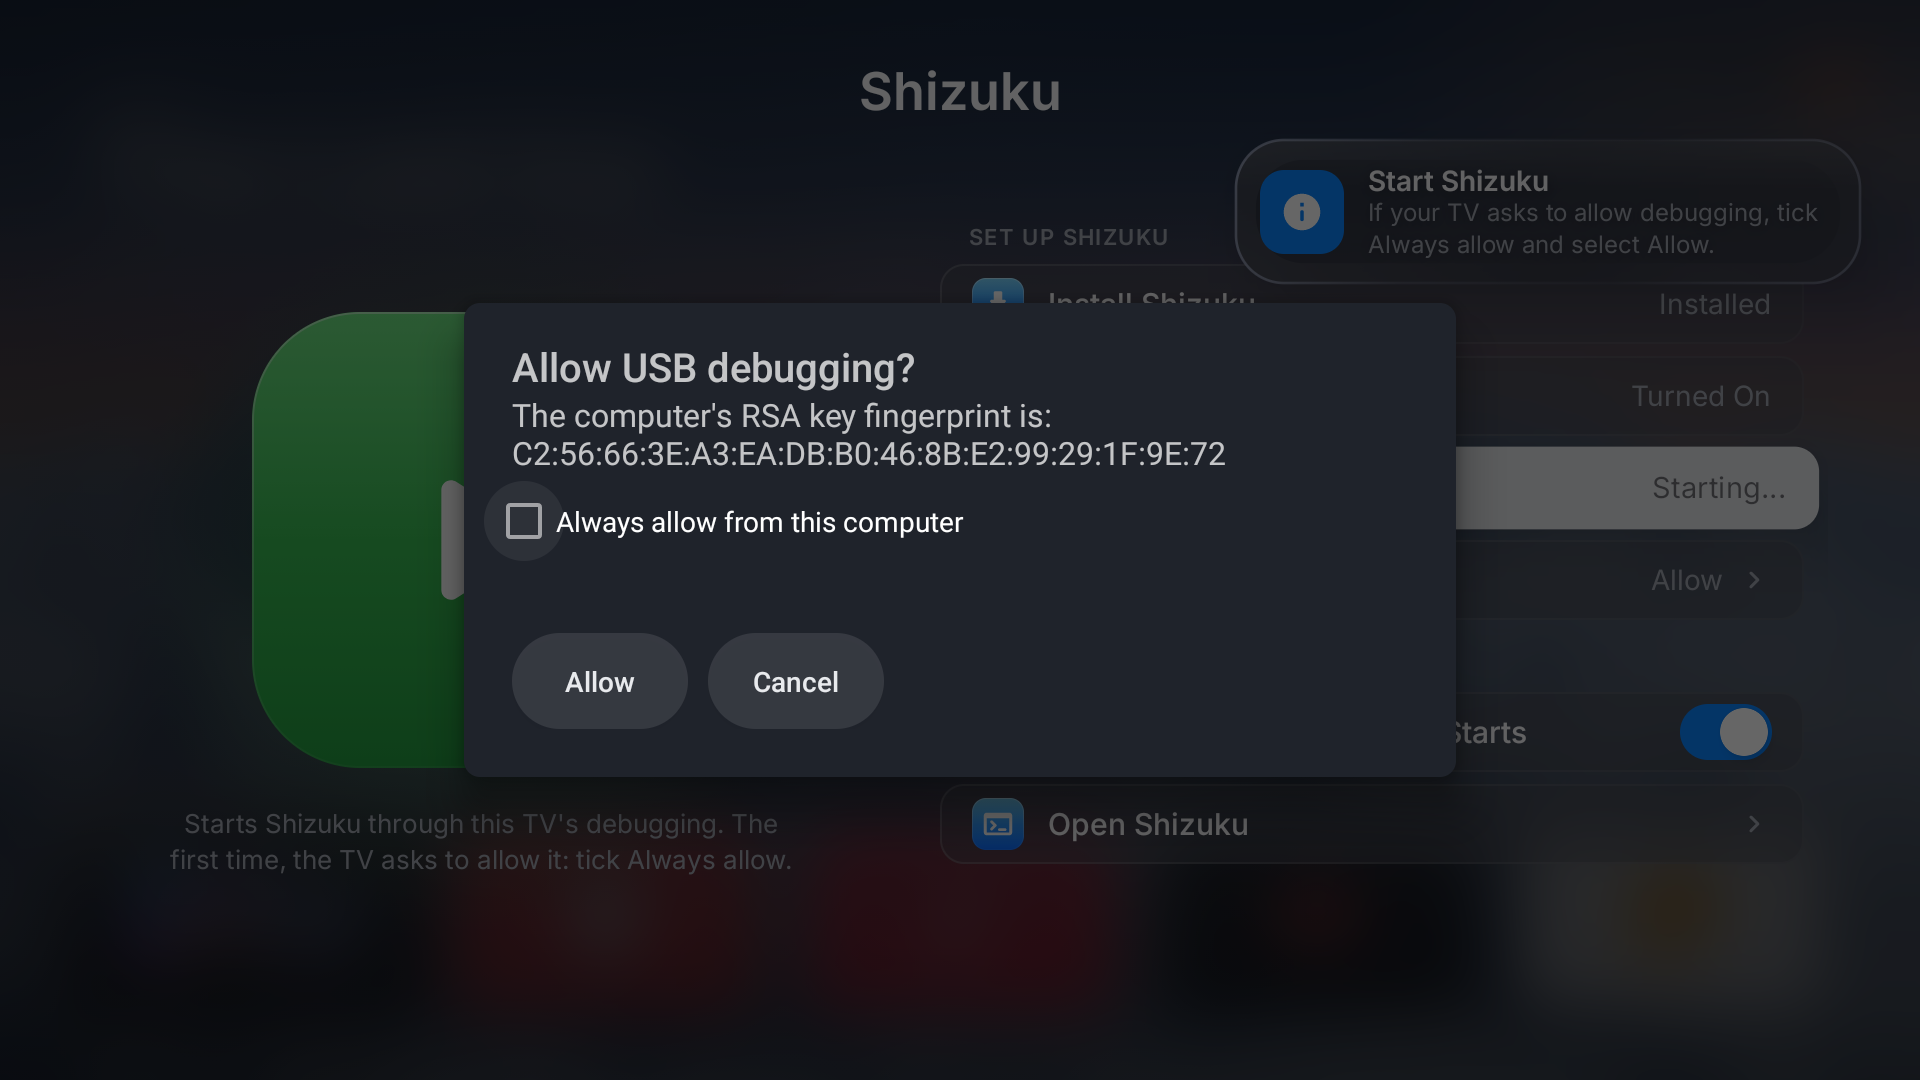 Shizuku
Start Shizuku
If your TV asks to allow debugging, tick
Always allow and select Allow.
SET UP SHIZUKU
Install Shizuku
Installed
Turned On
Starting...
Allow
Starts
Open Shizuku
Allow USB debugging?
The computer's RSA key fingerprint is:
C2:56:66:3E:A3:EA:DB:B0:46:8B:E2:99:29:1F:9E:72
Always allow from this computer
Allow
Cancel
Starts Shizuku through this TV's debugging. The
first time, the TV asks to allow it: tick Always allow.